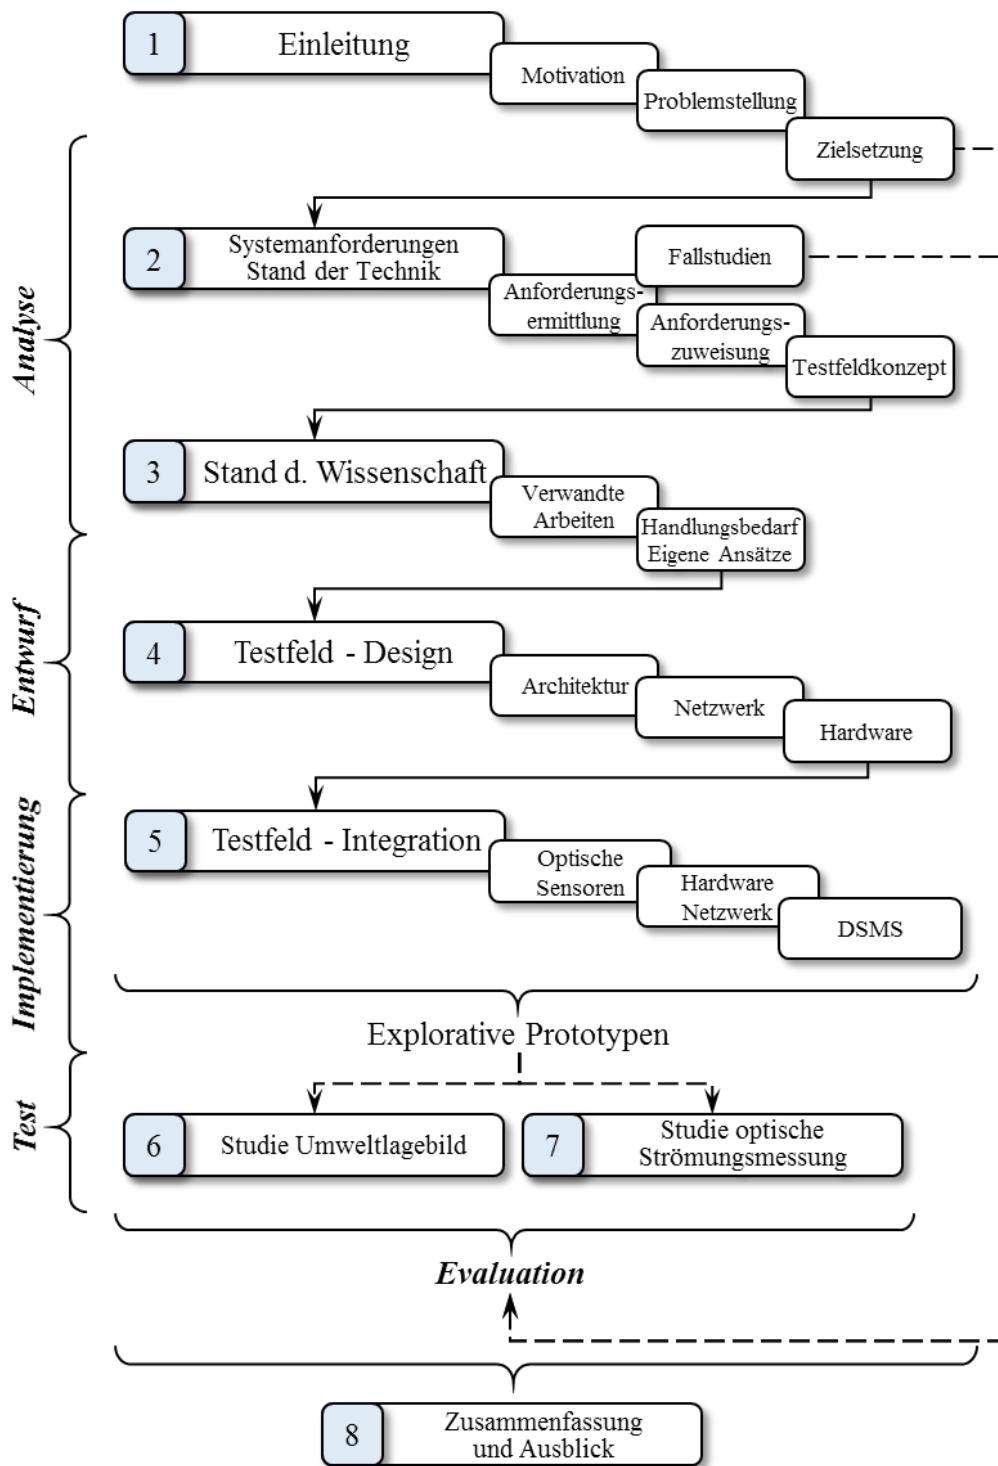 1
Einleitung
Motivation
Problemstellung
Zielsetzung
Analyse
2
Systemanforderungen
Stand der Technik
Fallstudien
Anforderungs-
ermittlung
Anforderungs-
zuweisung
Testfeldkonzept
3
Stand d. Wissenschaft
Verwandte
Arbeiten
Handlungsbedarf
Eigene Ansätze
Entwurf
4
Testfeld - Design
Architektur
Netzwerk
Hardware
Implementierung
5
Testfeld - Integration
Optische
Sensoren
Hardware
Netzwerk
DSMS
Explorative Prototypen
Test
6
Studie Umweltlagebild
7
Studie optische
Strömungsmessung
Evaluation
8
Zusammenfassung
und Ausblick